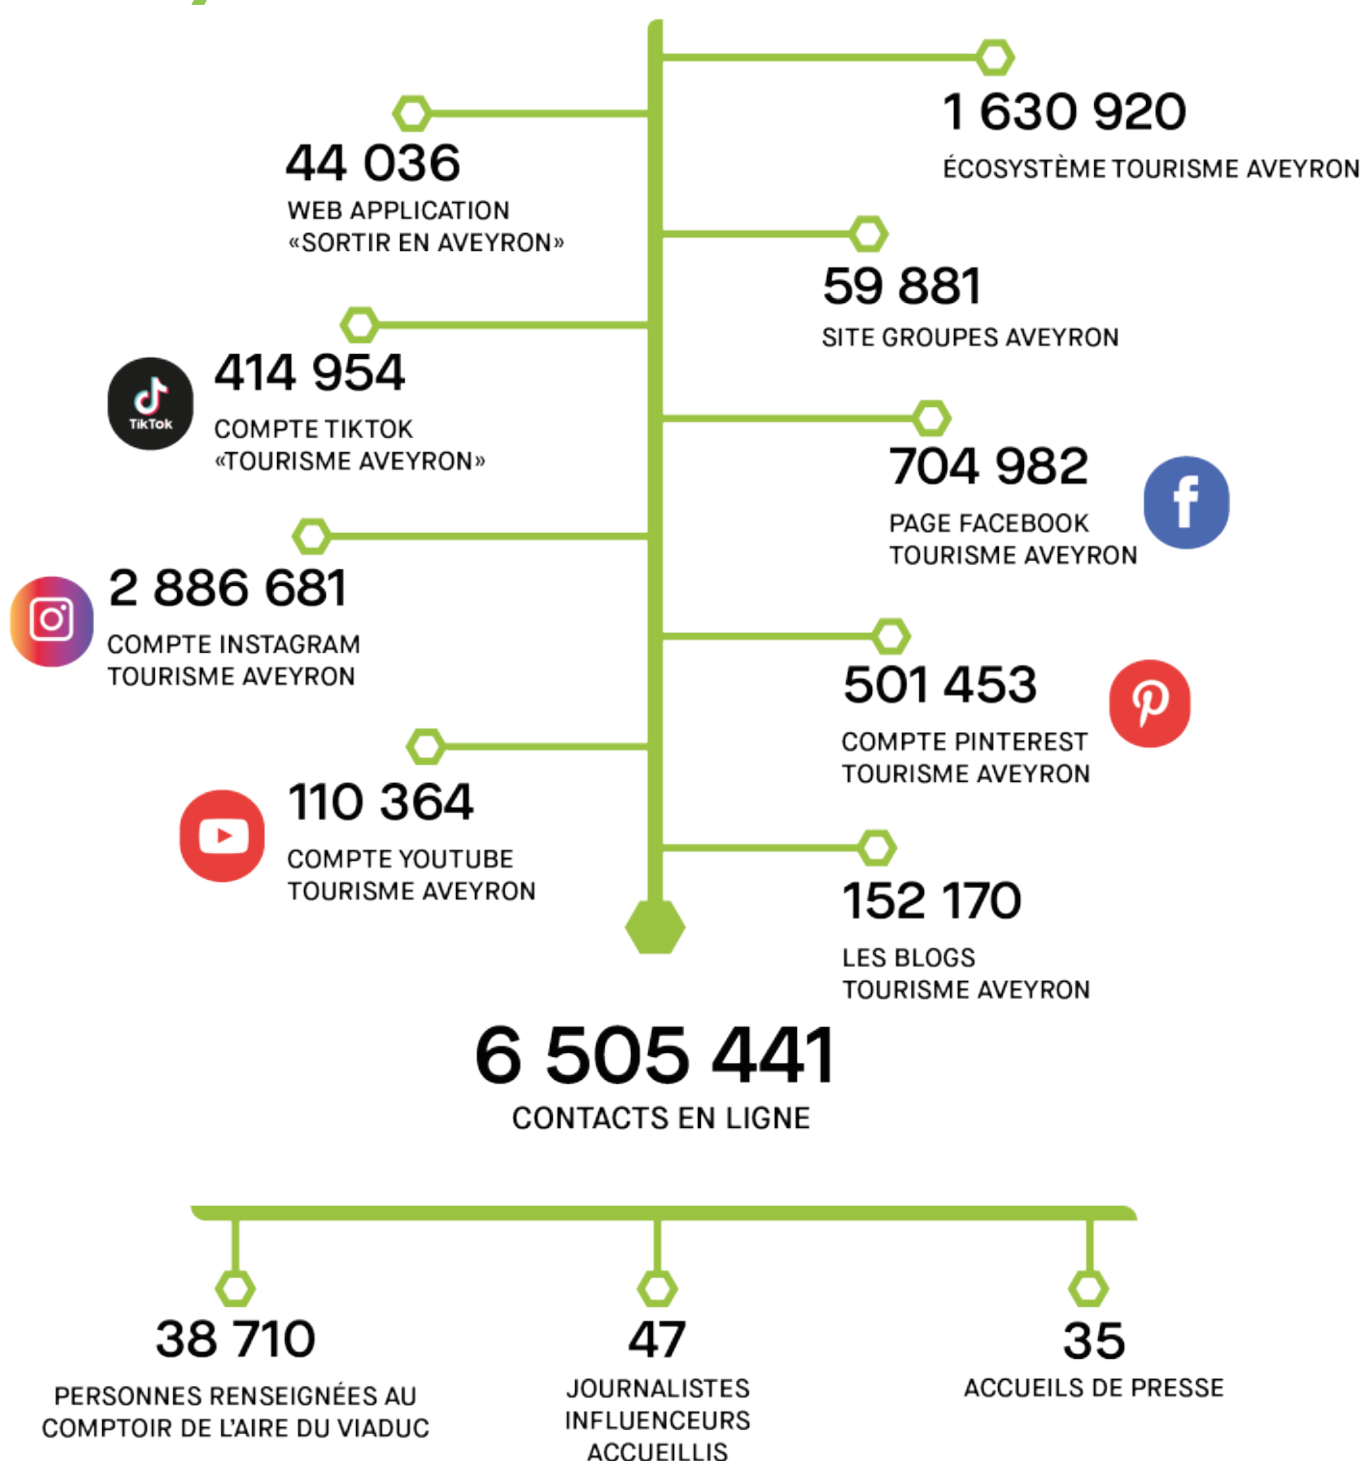 1 630 920
ÉCOSYSTÈME TOURISME AVEYRON
44 036
WEB APPLICATION
«SORTIR EN AVEYRON»
59 881
SITE GROUPES AVEYRON
TikTok
414 954
COMPTE TIKTOK
«TOURISME AVEYRON»
704 982
PAGE FACEBOOK
TOURISME AVEYRON
2 886 681
COMPTE INSTAGRAM
TOURISME AVEYRON
501 453
COMPTE PINTEREST
TOURISME AVEYRON
110 364
COMPTE YOUTUBE
TOURISME AVEYRON
152 170
LES BLOGS
TOURISME AVEYRON
6 505 441
CONTACTS EN LIGNE
38 710
PERSONNES RENSEIGNÉES AU
COMPTOIR DE L'AIRE DU VIADUC
47
JOURNALISTES
INFLUENCEURS
ACCUEILLIS
35
ACCUEILS DE PRESSE